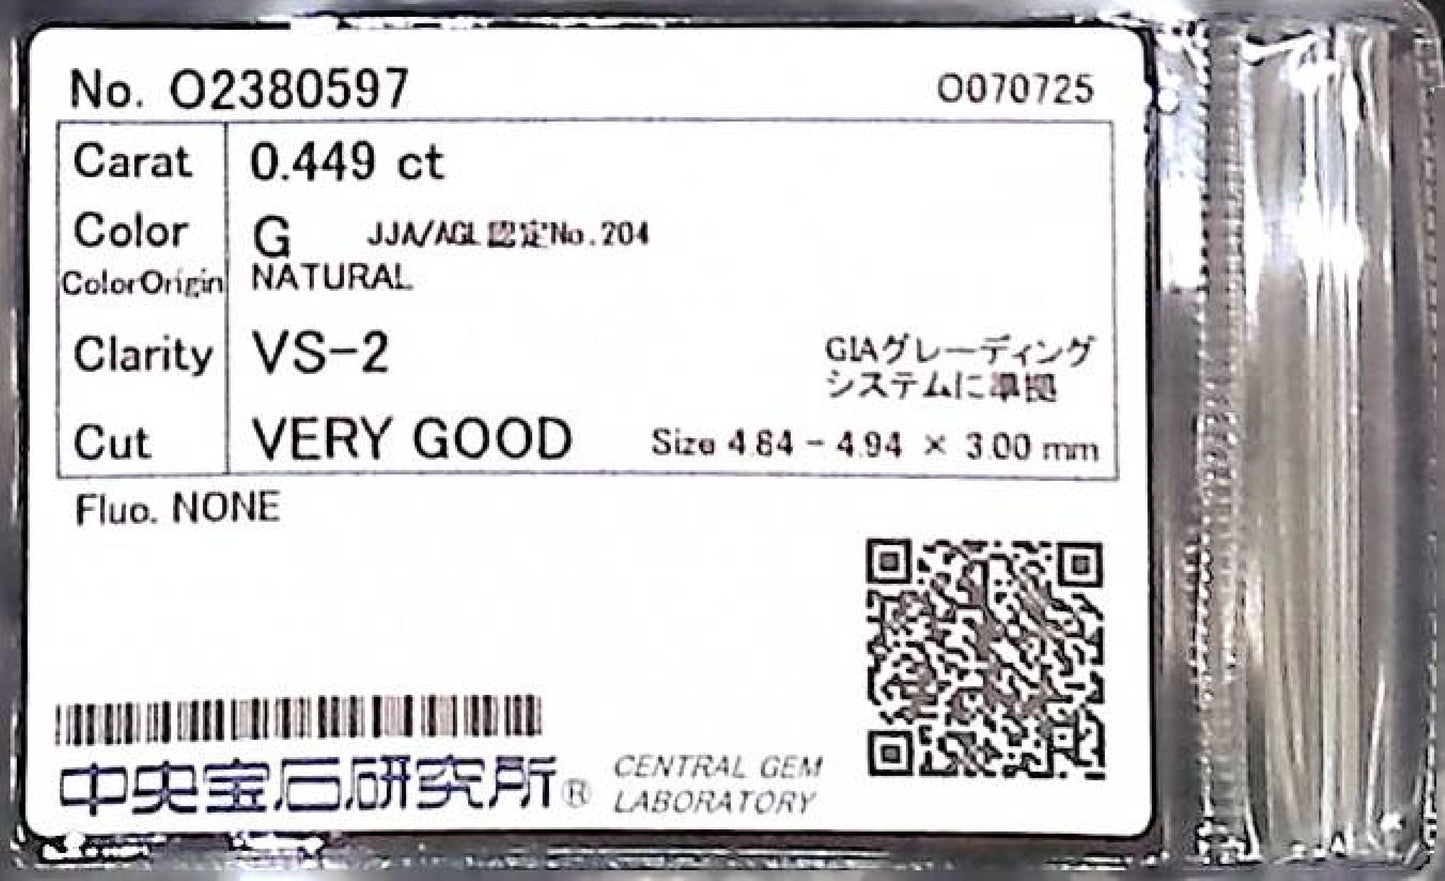 No. O2380597 O070725
Carat 0.449 ct
Color G JJA/AGL認定No.204
ColorOrigin NATURAL
Clarity VS-2 GIAグレーディング
システムに準拠
Cut VERY GOOD Size 4.84 - 4.94 × 3.00 mm
Fluo. NONE
中央宝石研究所® CENTRAL GEM
LABORATORY